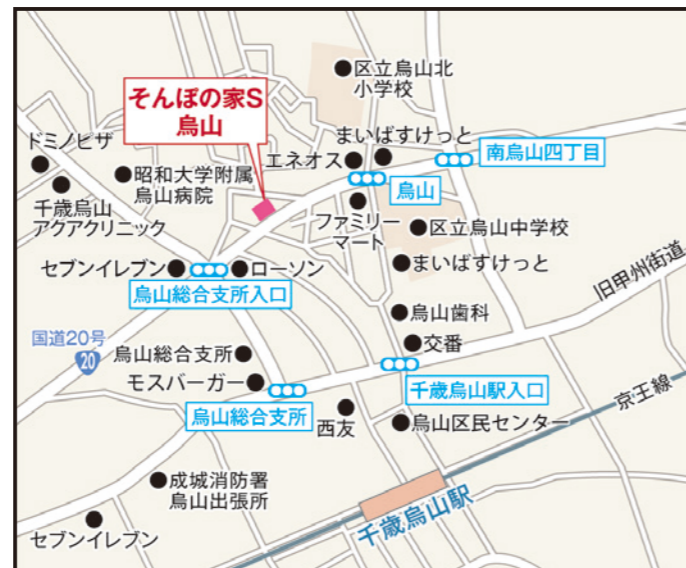 区立烏山北
小学校
そんぽの家S
烏山
ドミノピザ
まいばすけっと
エネオス
南烏山四丁目
昭和大学附属
烏山病院
烏山
千歳烏山
アクアクリニック
ファミリー
マート
区立烏山中学校
セブンイレブン
ローソン
まいばすけっと
烏山総合支所入口
旧甲州街道
烏山歯科
国道20号
20
烏山総合支所
交番
モスバーガー
千歳烏山駅入口
京王線
烏山総合支所
西友
烏山区民センター
成城消防署
烏山出張所
千歳烏山駅
セブンイレブン